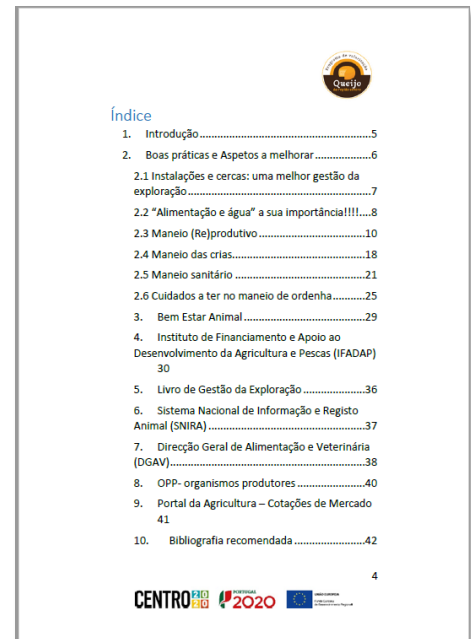 Queijo
Índice
1. Introdução.....................................................5
2. Boas práticas e Aspetos a melhorar...................6
2.1 Instalações e cercas: uma melhor gestão da
exploração.........................................................7
2.2 "Alimentação e água" a sua importância!!!!....8
2.3 Maneio (Re)produtivo.................................10
2.4 Maneio das crias.........................................18
2.5 Maneio sanitário.........................................21
2.6 Cuidados a ter no maneio de ordenha..........25
3. Bem Estar Animal.....................................29
4. Instituto de Financiamento e Apoio ao
Desenvolvimento da Agricultura e Pescas (IFADAP)
30
5. Livro de Gestão da Exploração...................36
6. Sistema Nacional de Informação e Registo
Animal (SNIRA).................................................37
7. Direcção Geral de Alimentação e Veterinária
(DGAV).............................................................38
8. OPP- organismos produtores.....................40
9. Portal da Agricultura – Cotações de Mercado
41
10. Bibliografia recomendada.......................42
4
CENTRO 2020
PORTUGAL
2020
UNIÃO EUROPEIA